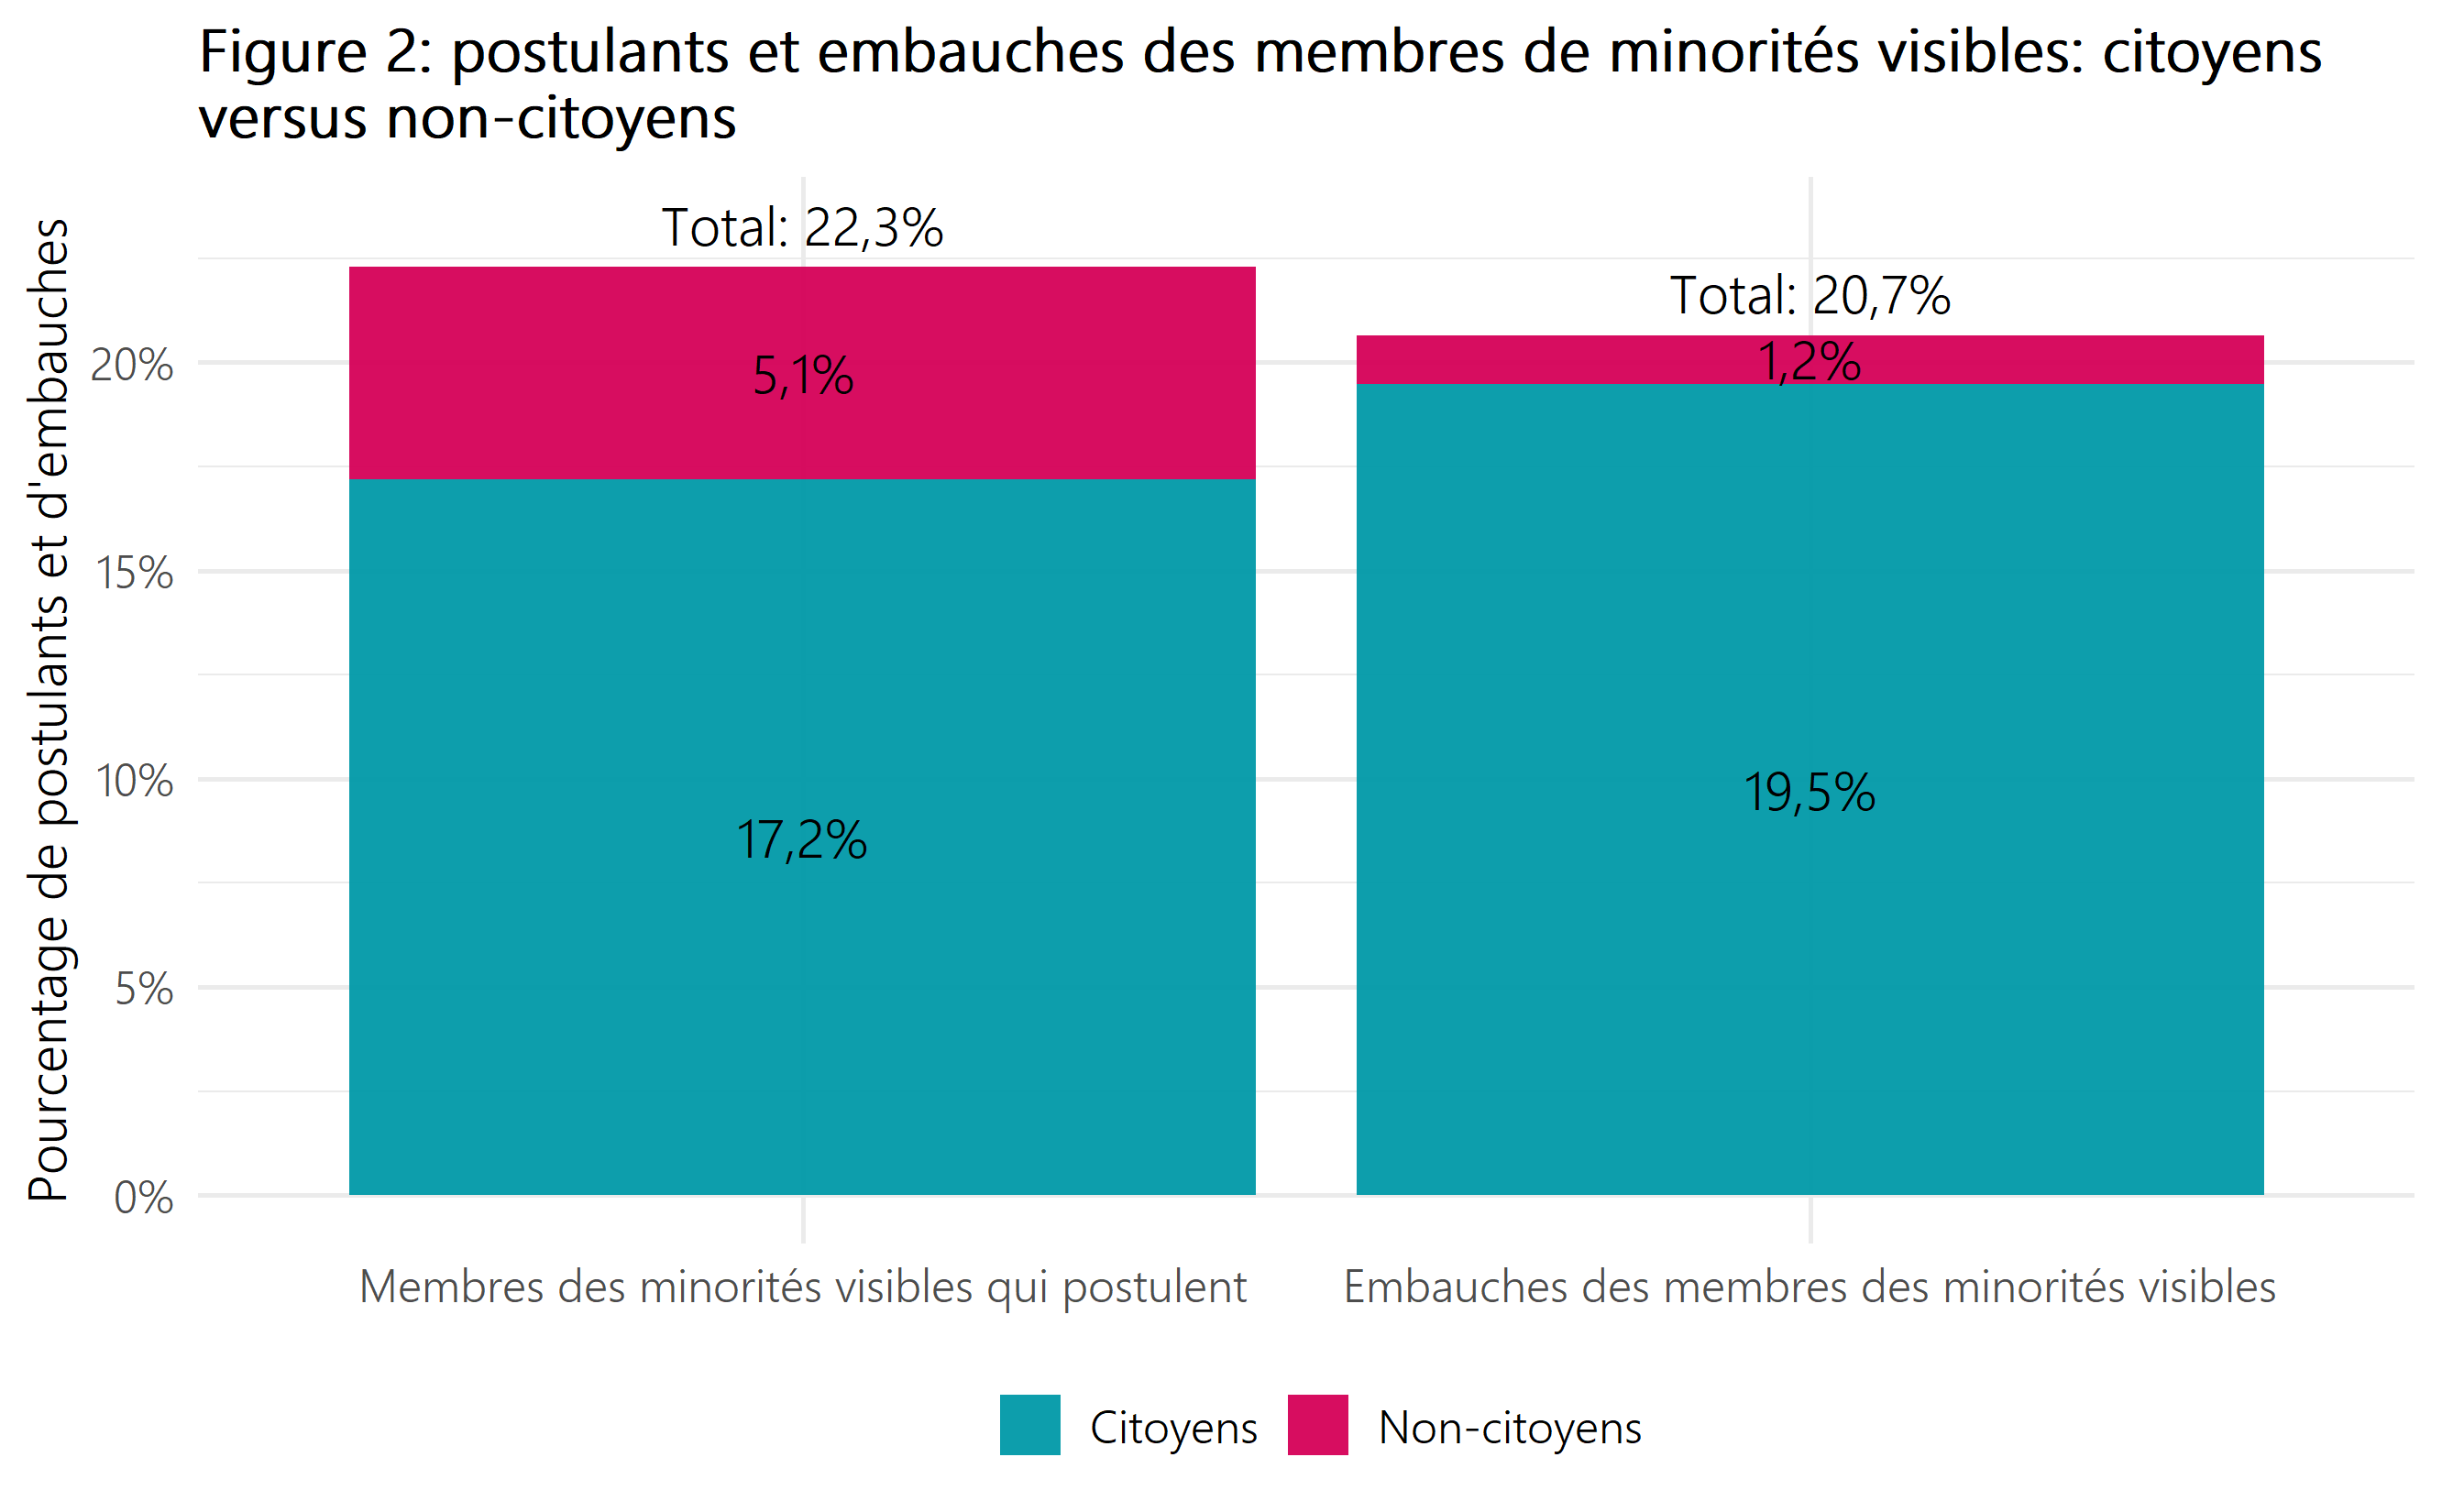 Figure 2: postulants et embauches des membres de minorités visibles: citoyens
versus non-citoyens
Pourcentage de postulants et d'embauches
Total: 22,3%
Total: 20,7%
20%
15%
10%
5%
0%
5,1%
1,2%
17,2%
19,5%
Membres des minorités visibles qui postulent
Embauches des membres des minorités visibles
Citoyens
Non-citoyens